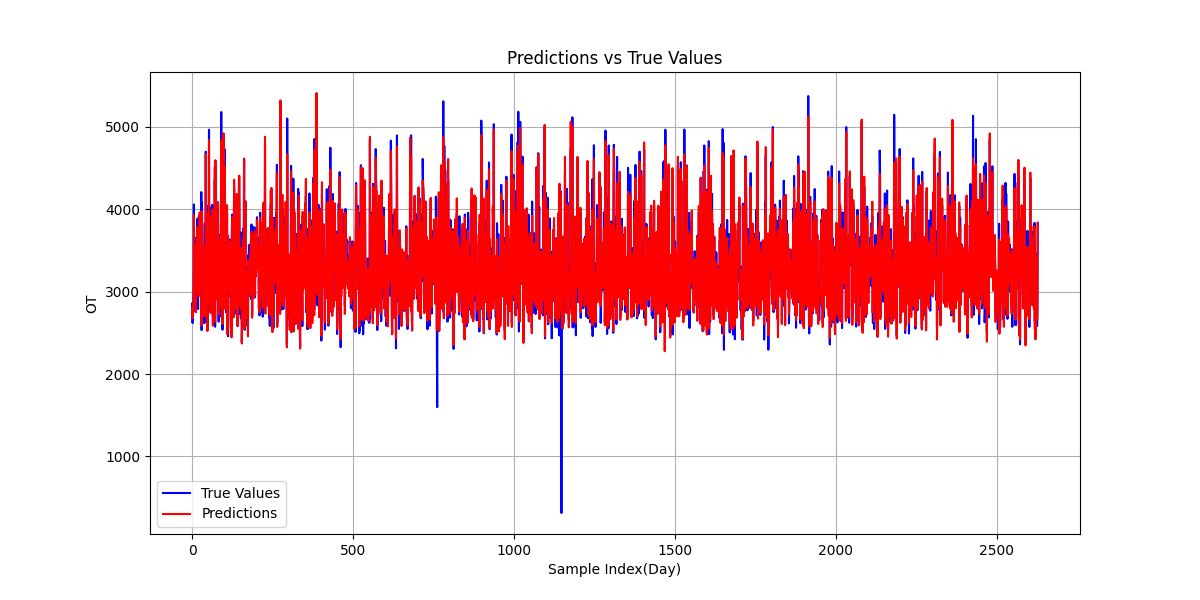 Predictions vs True Values
OT
5000
4000
3000
2000
1000
True Values
Predictions
0 500 1000 1500 2000 2500
Sample Index(Day)